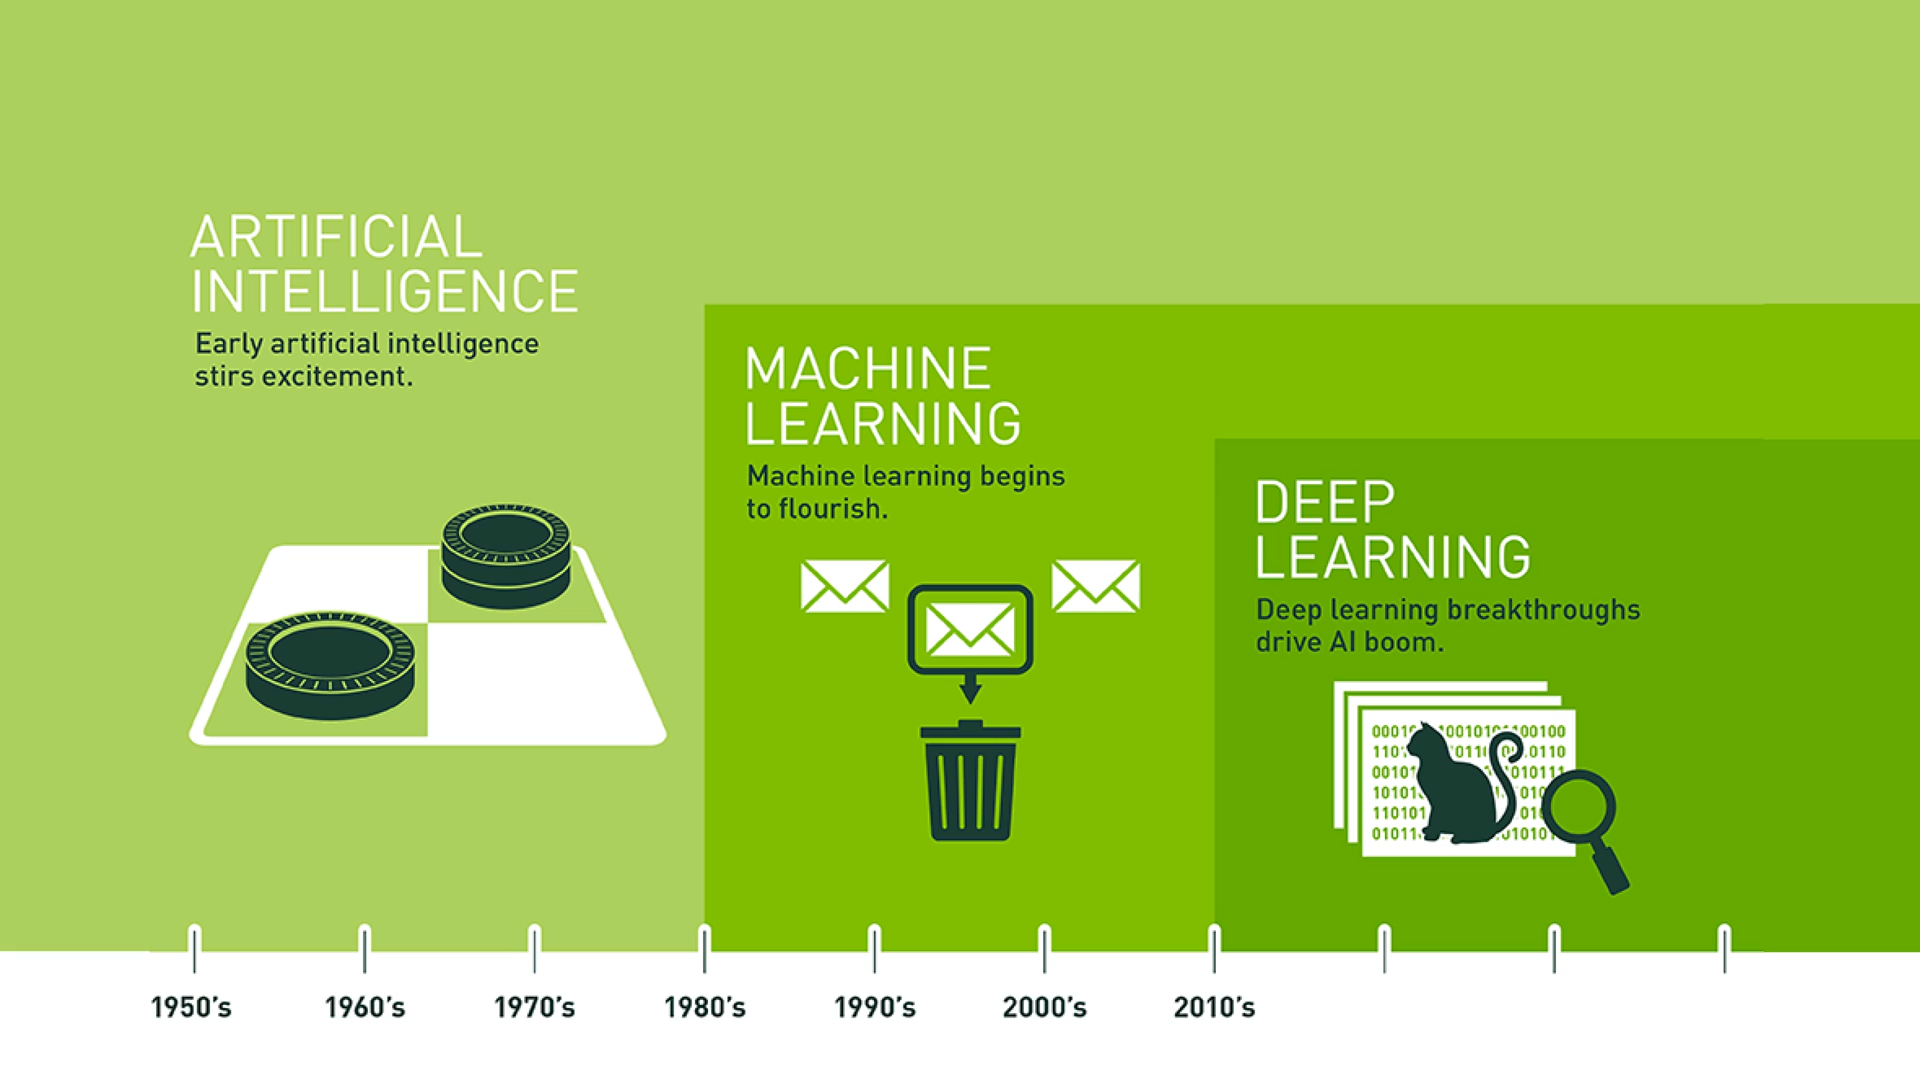 ARTIFICIAL
INTELLIGENCE
Early artificial intelligence
stirs excitement.
MACHINE
LEARNING
Machine learning begins
to flourish.
DEEP
LEARNING
Deep learning breakthroughs
drive AI boom.
1950's
1960's
1970's
1980's
1990's
2000's
2010's